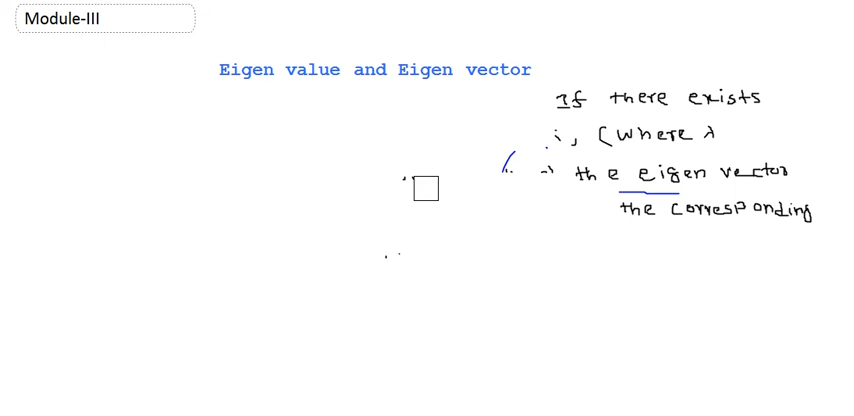 Module-III
Eigen value and Eigen vector
If there exists
(where λ
the eigen vector
the corresponding